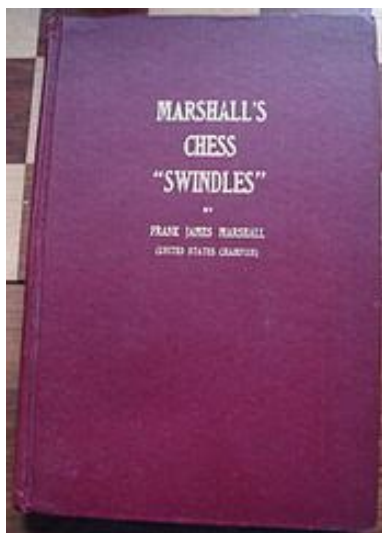 MARSHALL'S
CHESS
"SWINDLES"
BY
FRANK JAMES MARSHALL
(UNITED STATES CHAMPION)